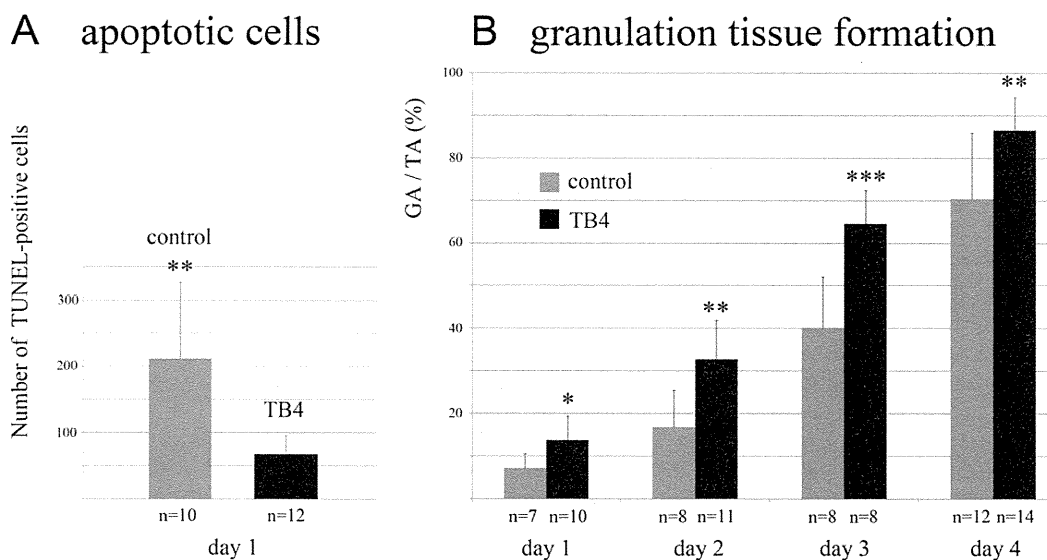 A apoptotic cells
Number of TUNEL-positive cells
300
200
100
control
**
TB4
n=10 n=12
day 1
B granulation tissue formation
GA / TA (%)
100
80
60
40
20
control
TB4
*
**
***
**
n=7 n=10 n=8 n=11 n=8 n=8 n=12 n=14
day 1 day 2 day 3 day 4